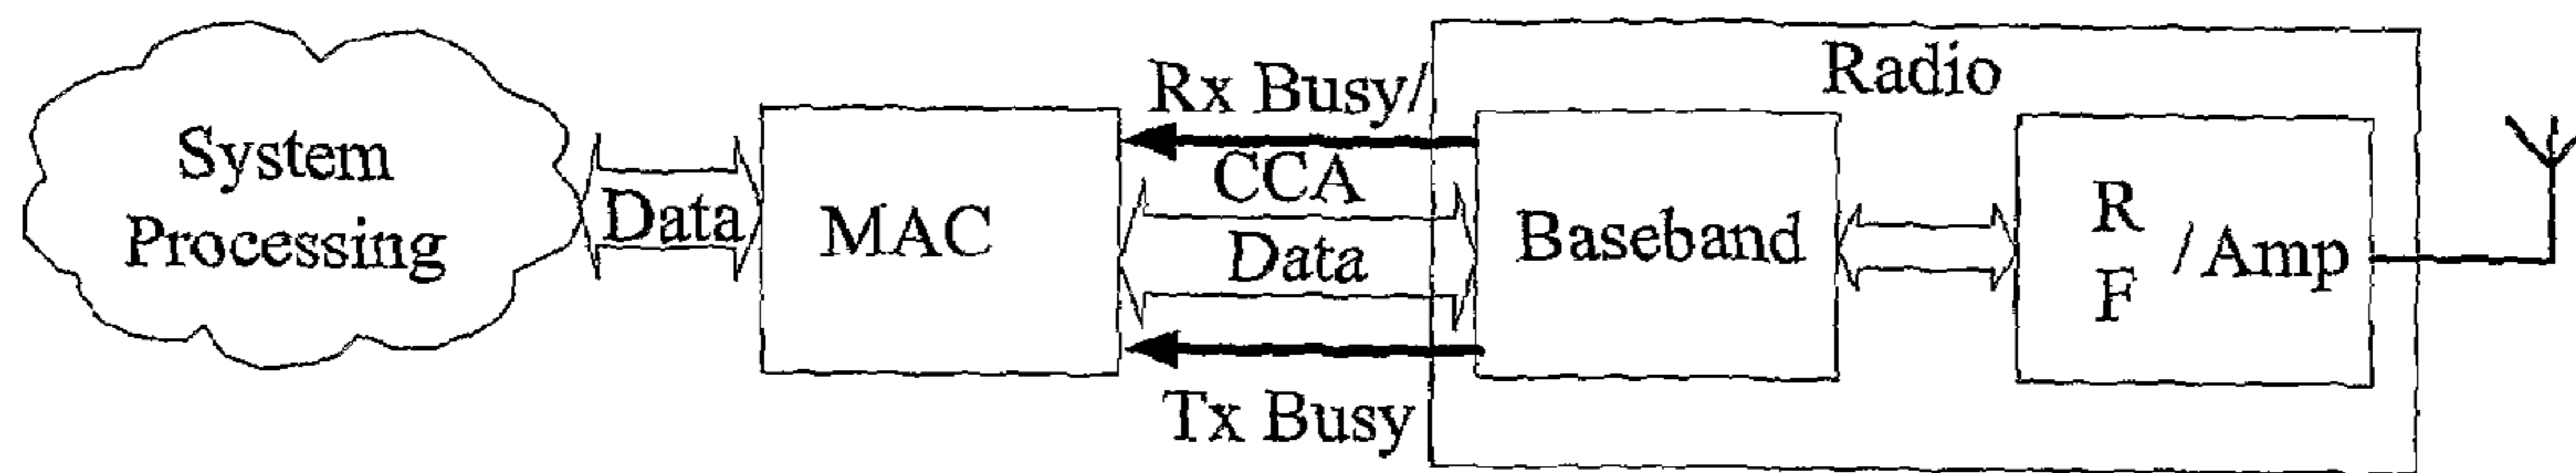 System
Processing
Data
MAC
Rx Busy/
CCA
Data
Tx Busy
Radio
Baseband
R
F
/Amp